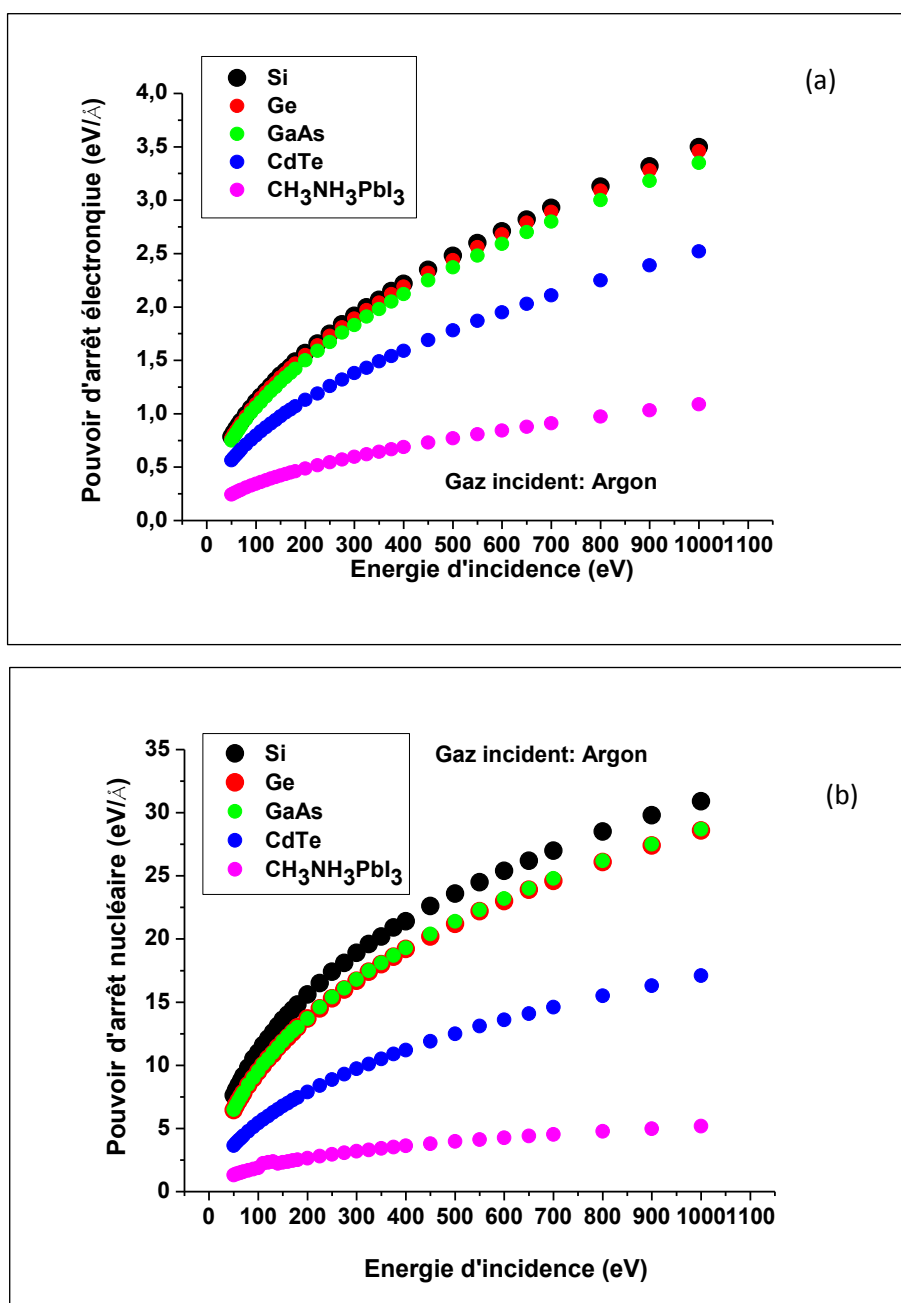 (a)
Si
Ge
GaAs
CdTe
CH₃NH₃PbI₃
4,0
3,5
3,0
2,5
2,0
1,5
1,0
0,5
0,0
Pouvoir d'arrêt électronqiue (eV/Å)
Gaz incident: Argon
0 100 200 300 400 500 600 700 800 900 1000 1100
Energie d'incidence (eV)
Si
Ge
GaAs
CdTe
CH₃NH₃PbI₃
Gaz incident: Argon
(b)
35
30
25
20
15
10
5
0
Pouvoir d'arrêt nucléaire (eV/Å)
0 100 200 300 400 500 600 700 800 900 1000 1100
Energie d'incidence (eV)